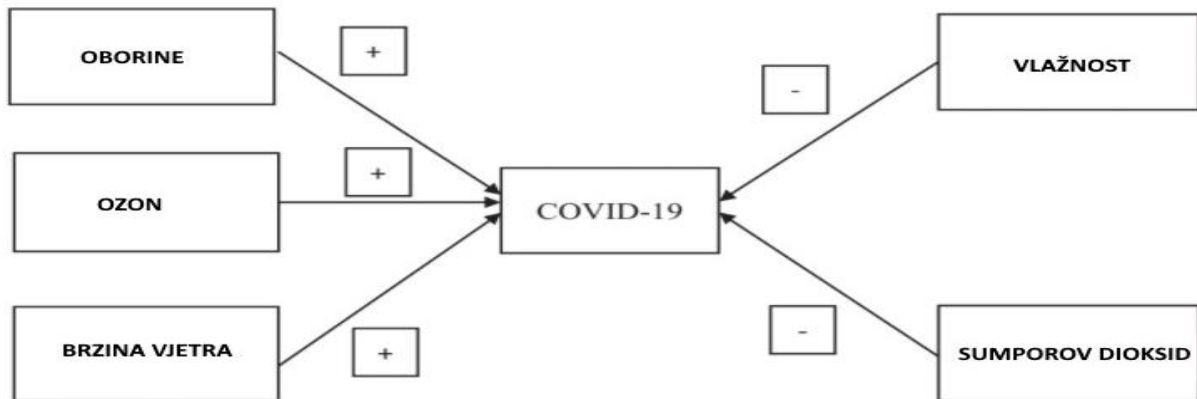 OBORINE
+
VLAŽNOST
-
OZON
+
COVID-19
BRZINA VJETRA
+
-
SUMPOROV DIOKSID